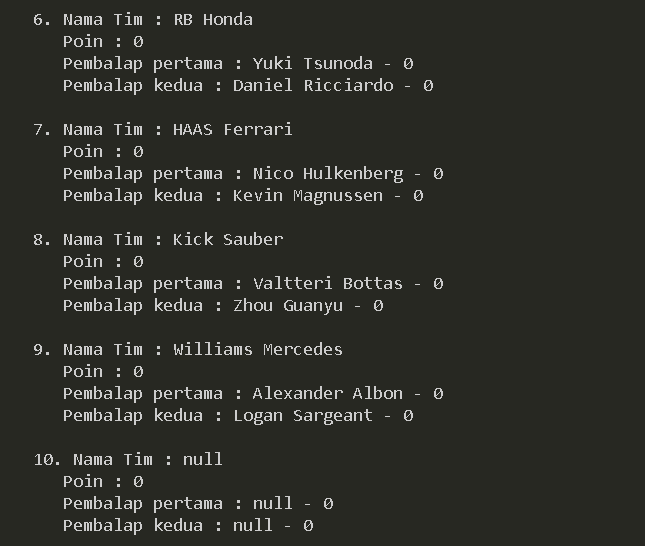 6. Nama Tim : RB Honda
Poin : 0
Pembalap pertama : Yuki Tsunoda - 0
Pembalap kedua : Daniel Ricciardo - 0
7. Nama Tim : HAAS Ferrari
Poin : 0
Pembalap pertama : Nico Hulkenberg - 0
Pembalap kedua : Kevin Magnussen - 0
8. Nama Tim : Kick Sauber
Poin : 0
Pembalap pertama : Valtteri Bottas - 0
Pembalap kedua : Zhou Guanyu - 0
9. Nama Tim : Williams Mercedes
Poin : 0
Pembalap pertama : Alexander Albon - 0
Pembalap kedua : Logan Sargeant - 0
10. Nama Tim : null
Poin : 0
Pembalap pertama : null - 0
Pembalap kedua : null - 0